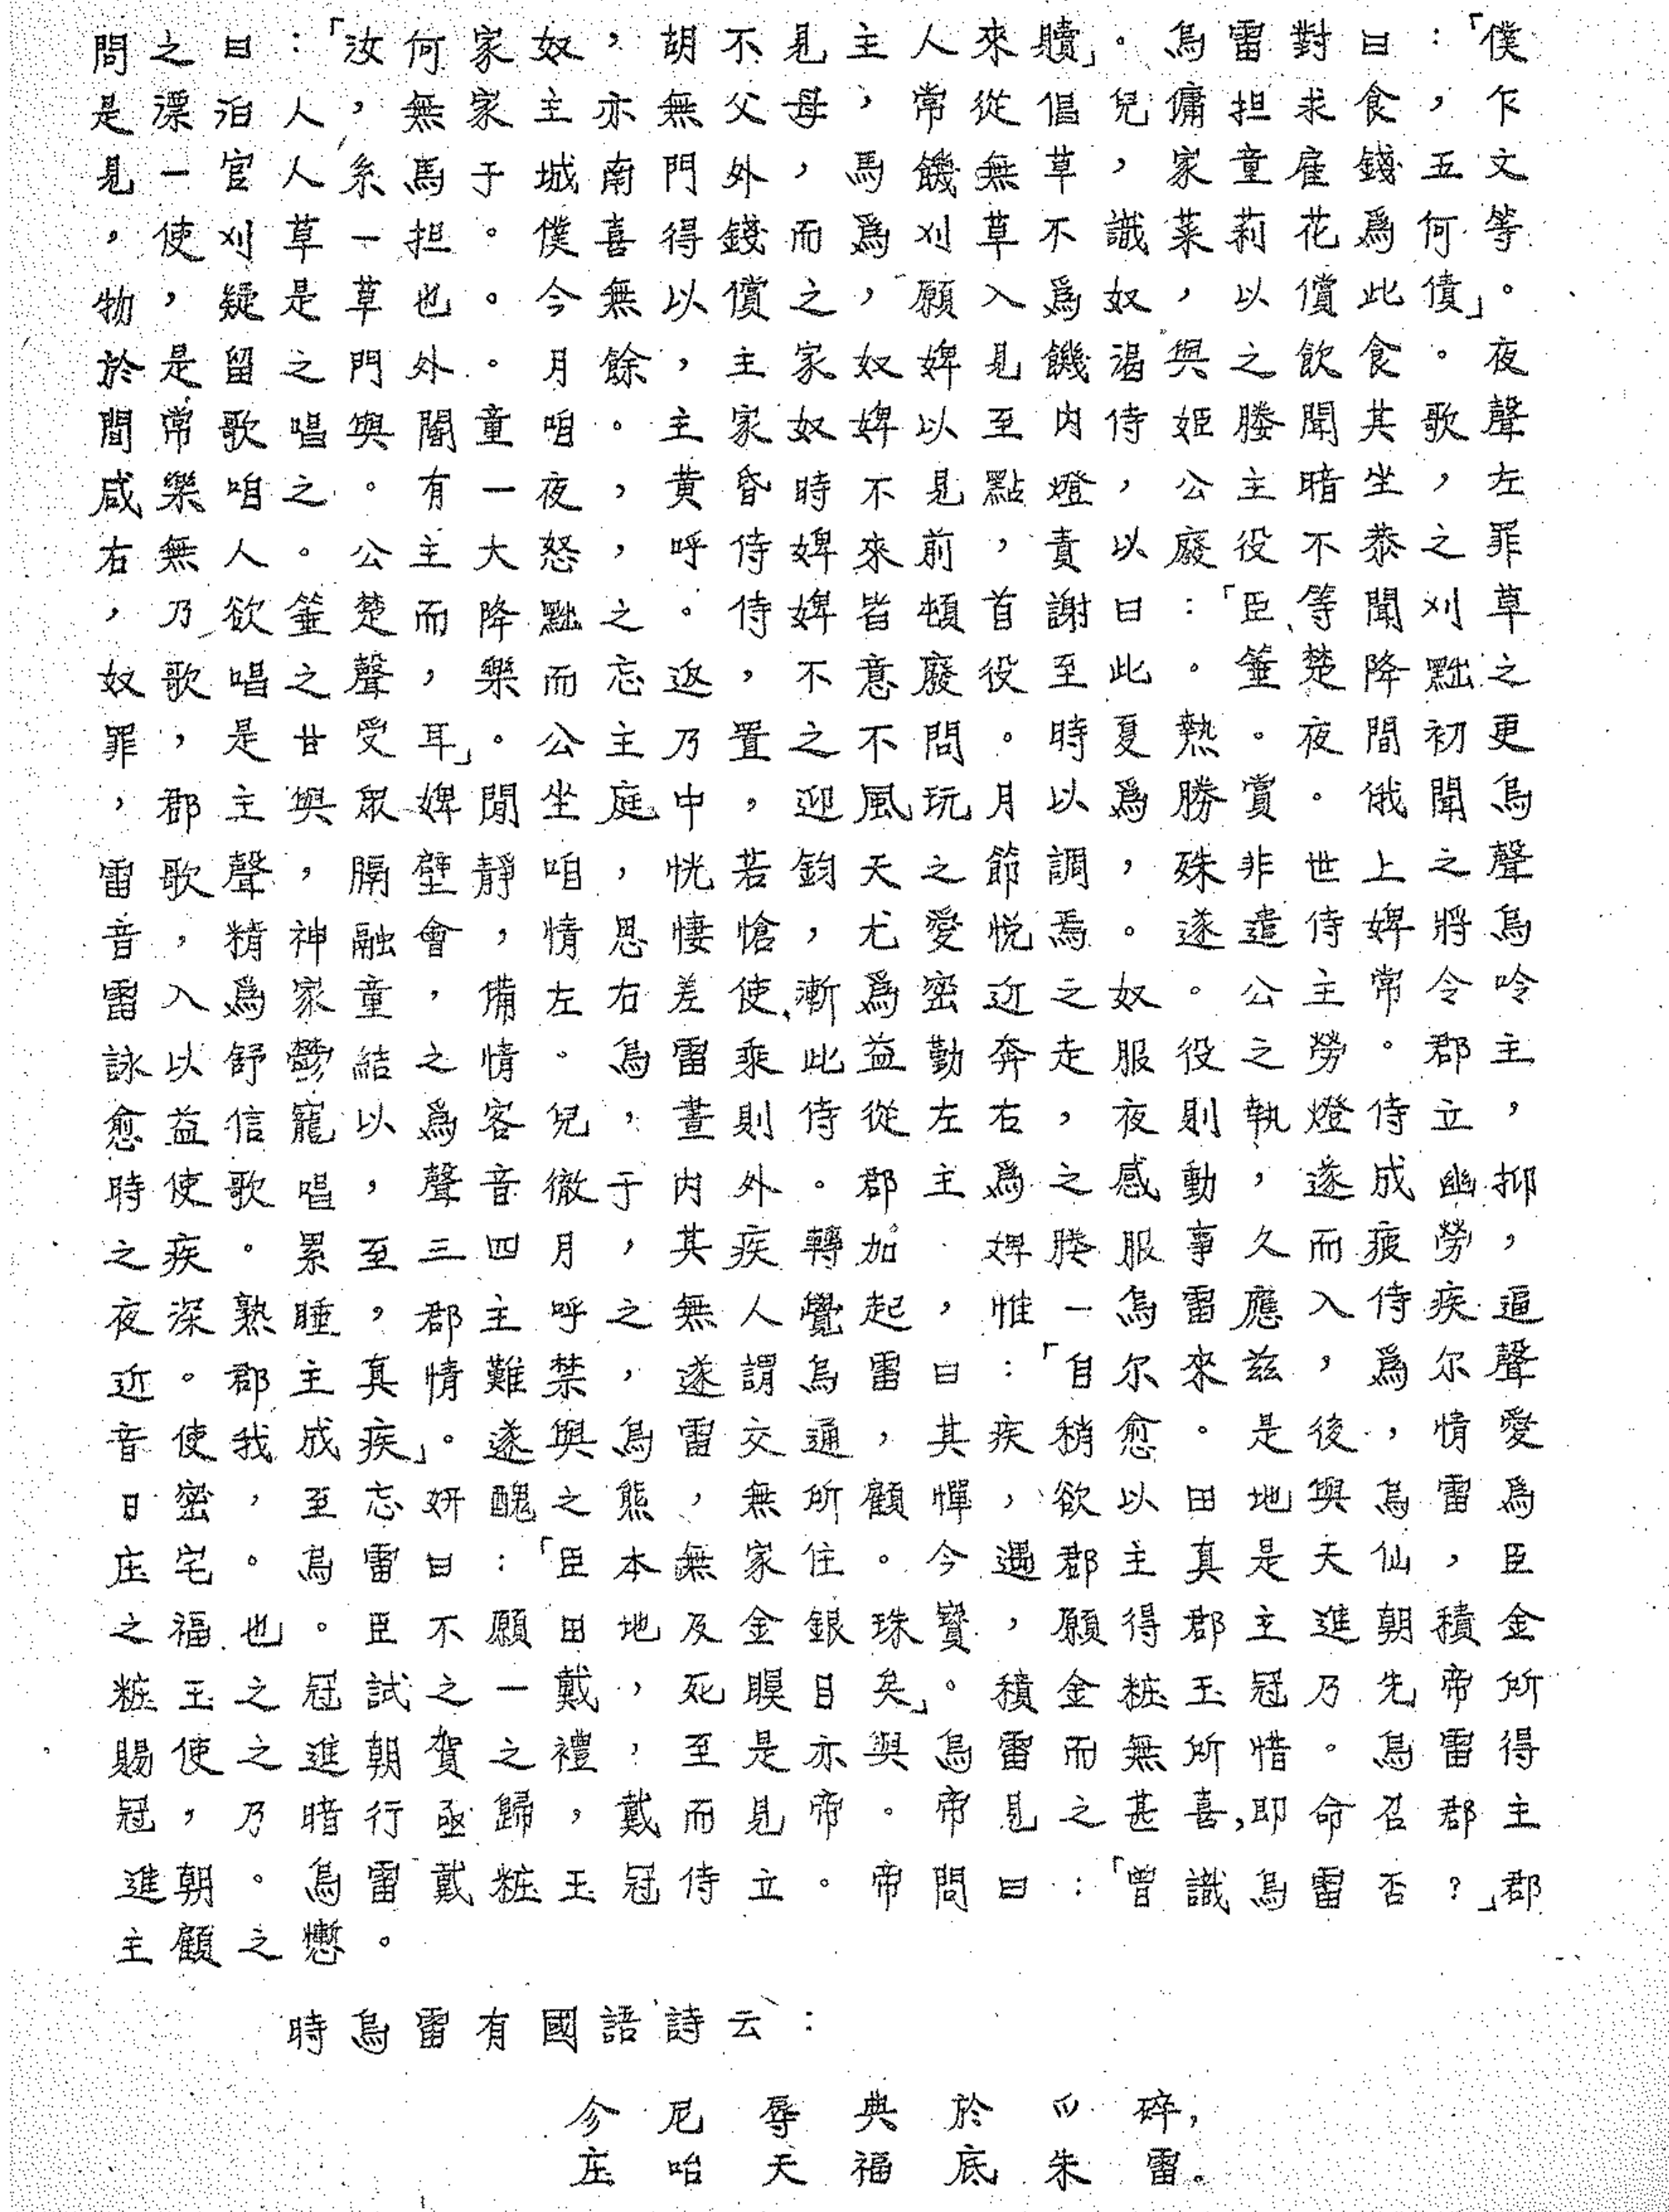 問之曰：「汝何家奴，胡不見主人來贖」。烏雷對曰：「僕
是漂泊人，無家主亦無父母，常從倡兒傭担求食，乍
見一官人系馬于城南門外，馬饑無草，家童雇錢五文
，使刈草一担。僕喜得錢而爲刈草不識茉莉花爲何等
物，疑是草也。今無以償之，願入爲奴，以償此債」。
於是留之門外。月餘，主家奴婢見饑渴與之飲食。夜
間常歌唱與閽童咱。主家奴婢以至內侍姬媵聞其歌聲
咸樂咱之。有一夜，黃昏時不見點燈，公主暗坐，左
右無人。公主大怒，呼侍婢來前，責以廢役不恭之罪
，乃欲箠楚而降黜之。侍婢皆頓首謝曰：「臣等聞刈草
奴歌唱之聲，樂而忘返，不意廢役至此。箠楚降黜之
罪，是甘受耳」。公主乃置之不問。時夏熱。夜間初更
，郡主與眾婢閒坐庭中，迎風玩月以爲勝賞。俄聞烏
雷歌聲，隔壁靜咱，恍若鈞天之節調，殊非世上之聲
音，精神融會，情思悽愴，尤愛悅焉。遂遣侍婢將烏
雷入爲家童，備左右差使、漸爲密近之奴。公主常令吟
詠以舒鬱結之情。烏雷乘此益勤奔走服役之勞。郡主
愈益信寵以爲客兒，晝則侍從左右，夜則執燈侍立，
時使歌唱，聲音徹于內外。郡主爲之感動，遂成幽抑
之疾。累至三四月，其疾轉加．婢媵服事久而疲勞，
夜深熟睡，郡主呼之無人覺起，惟一烏雷應入侍疾逼
近。郡主真情難禁，遂謂烏雷曰：「自尔來茲，爲尔聲
音使我成疾」。遂與烏雷交通，其疾稍愈。是後，情愛
日密，至忘妍醜之態，無所顧憚，欲以田地與烏雷爲
庄宅。烏雷曰：「臣本無家住。今遇郡主真是天仙，臣
之福也。臣不願田地及金銀珠寶，願得郡主進朝積金
粧玉之冠試之一戴，死瞑目矣」。積金粧玉冠乃先帝所
賜使之進朝賀之禮，至是亦與烏雷而無所惜。烏雷得
冠，乃暗行亟歸，戴而見帝。帝見之甚喜，即命召郡主
進朝。烏雷戴粧玉冠侍立。帝問曰：「曾識烏雷否？」郡
主顧之慙。
時烏雷有國語詩云：
尼辱典於碎，
庄咍天福底朱雷。